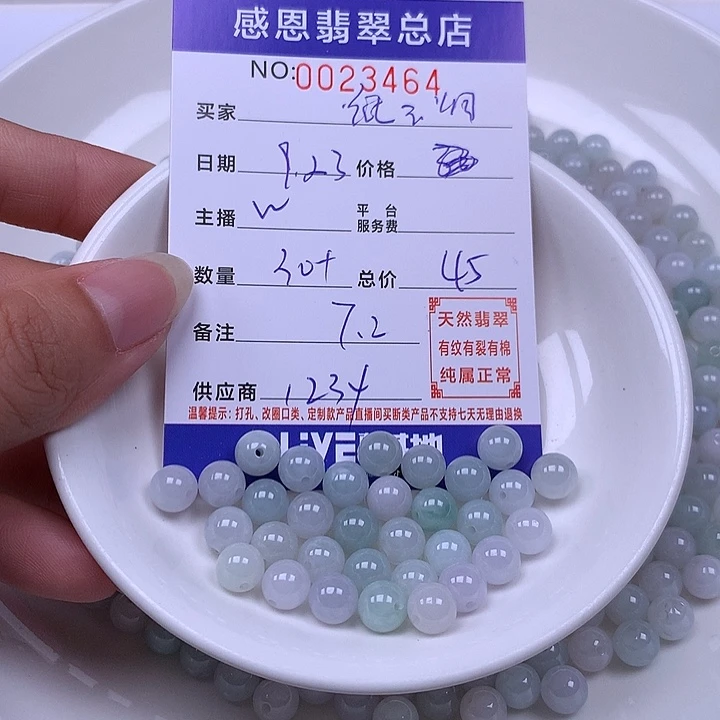 感恩翡翠总店
NO:0023464
买家
日期 9.23 价格
主播 W 平台服务费
数量 30+ 总价 45
备注 7.2
天然翡翠
有纹有裂有棉
纯属正常
供应商 1234
温馨提示：打孔、改圈口类、定制款产品直播间买断类产品不支持七天无理由退换
LIVE